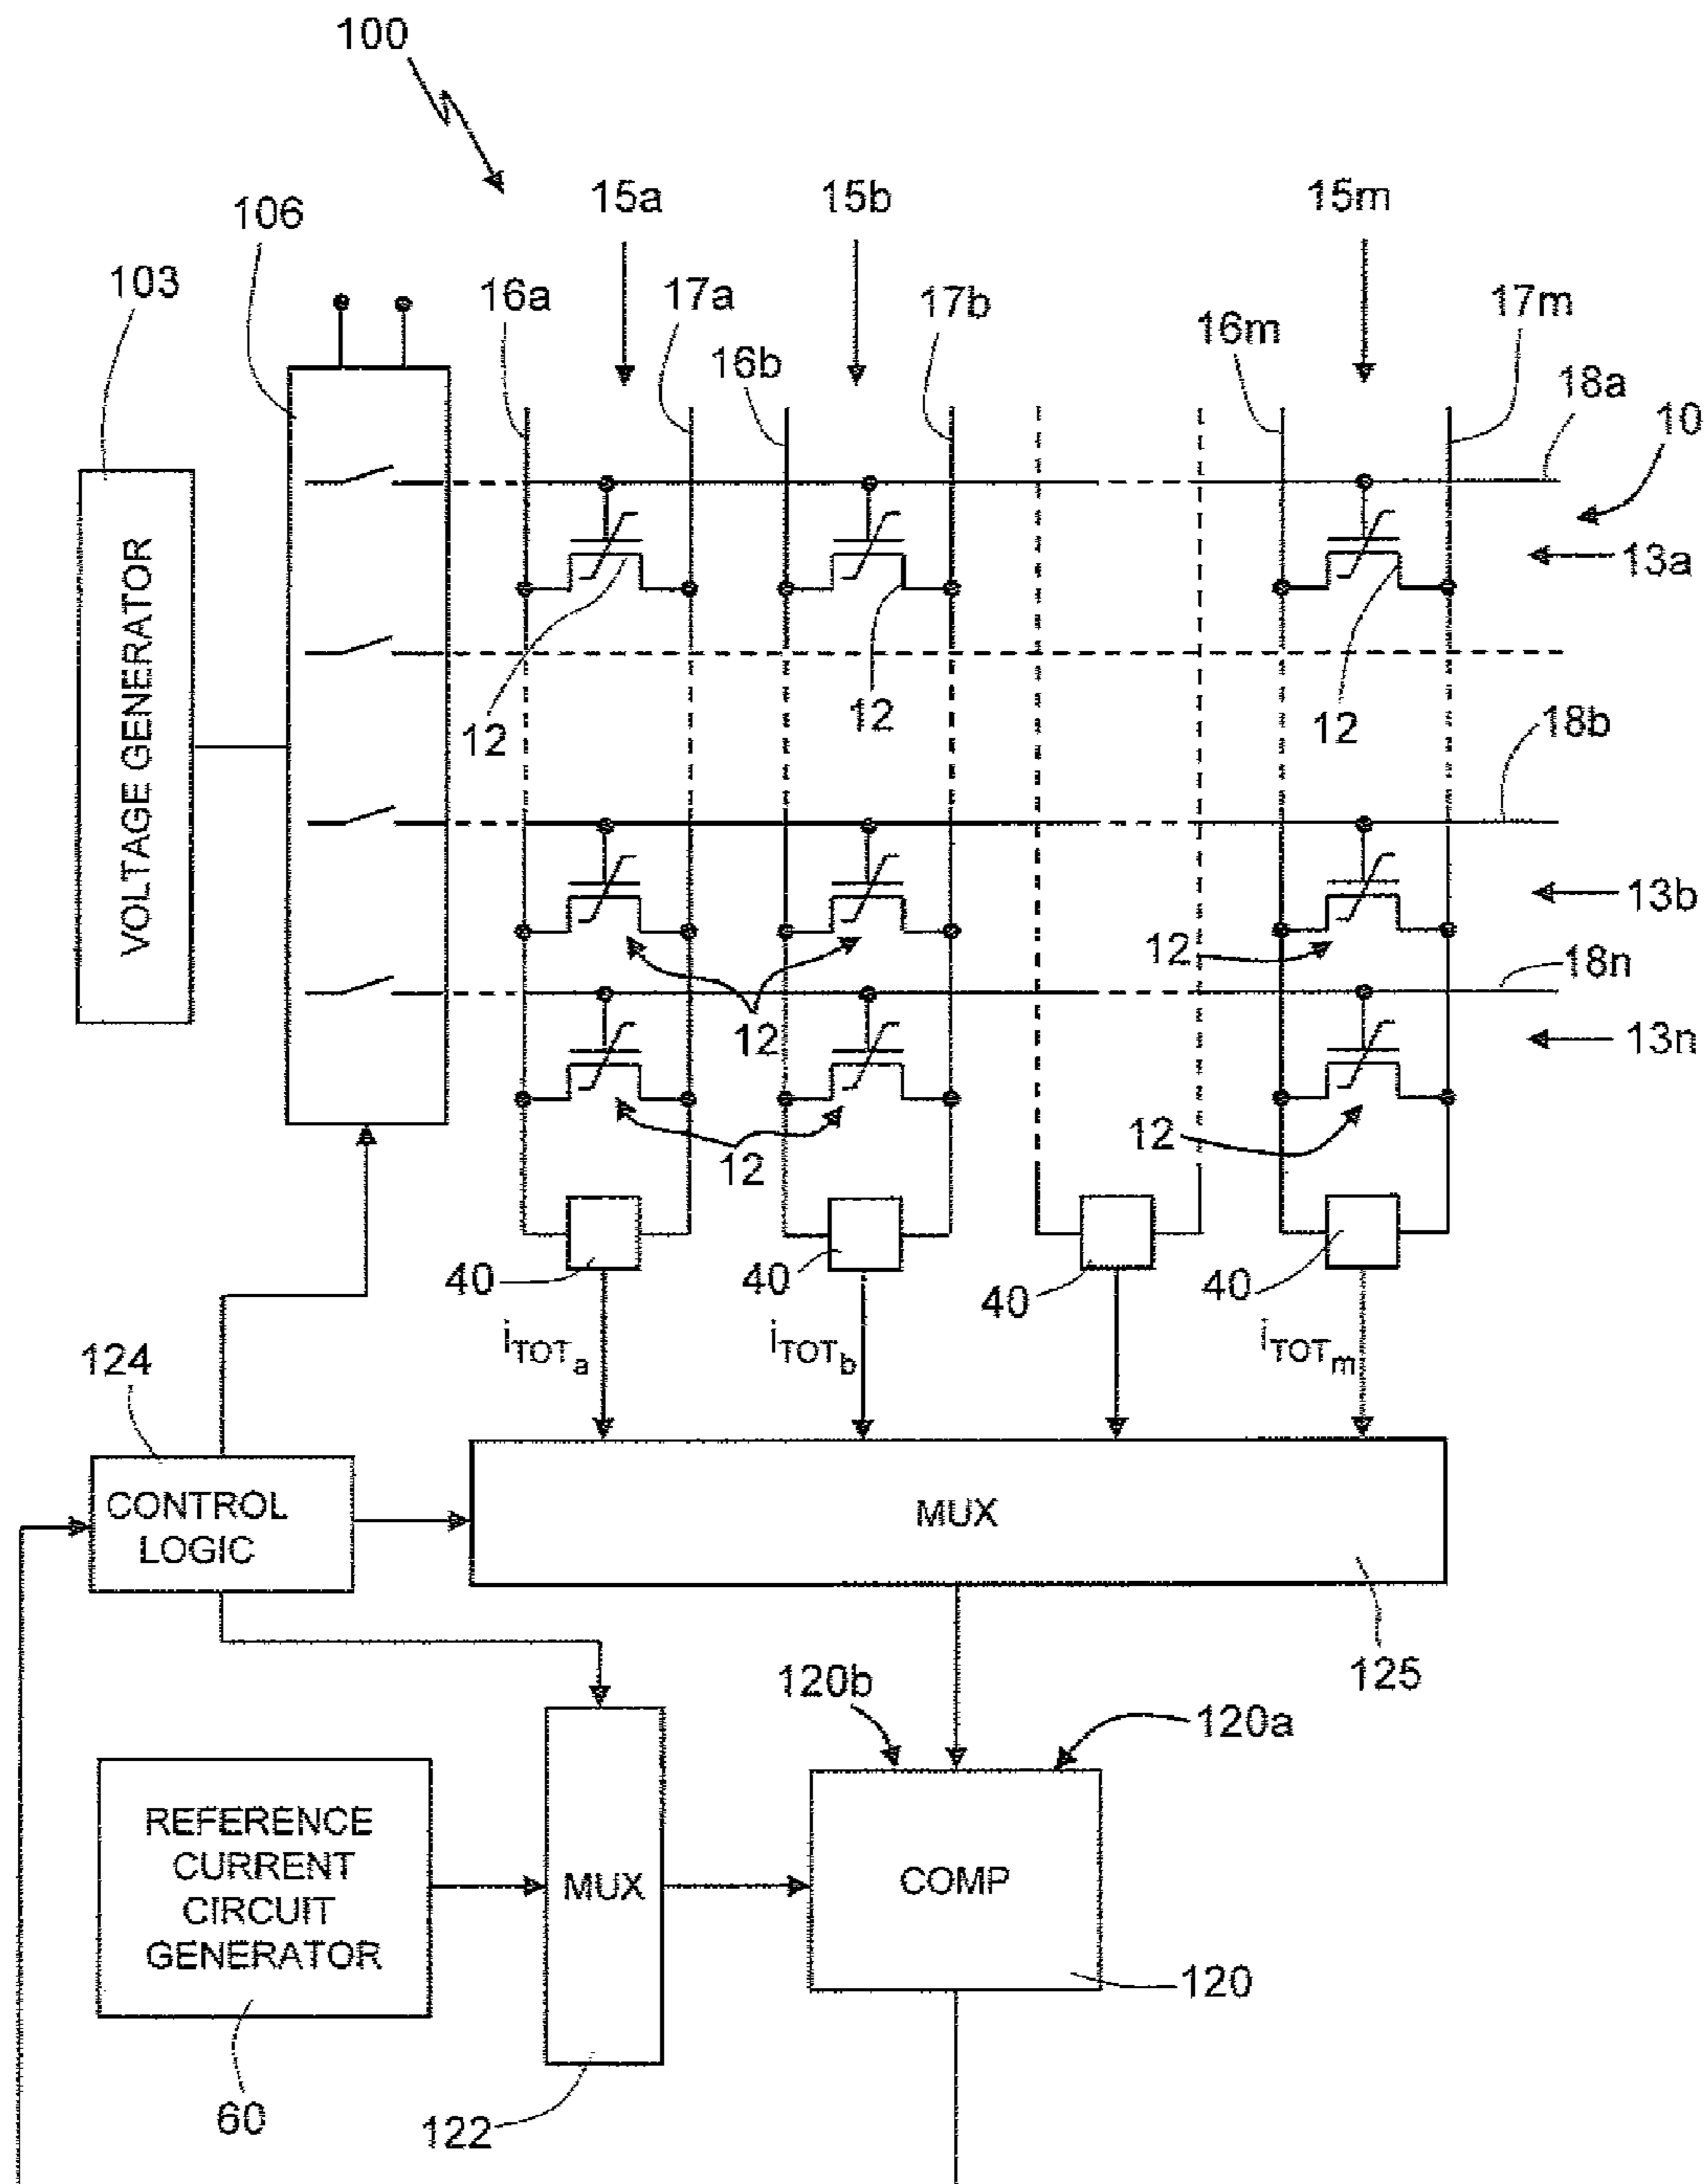 100
106
15a
15b
15m
103
16a
17a
16b
17b
16m
17m
18a
10
13a
VOLTAGE GENERATOR
12
12
12
18b
13b
12
12
18n
13n
12
12
40
40
40
40
iTOTa
iTOTb
iTOTm
124
CONTROL
LOGIC
MUX
125
120b
120a
REFERENCE
CURRENT
CIRCUIT
GENERATOR
MUX
COMP
120
60
122